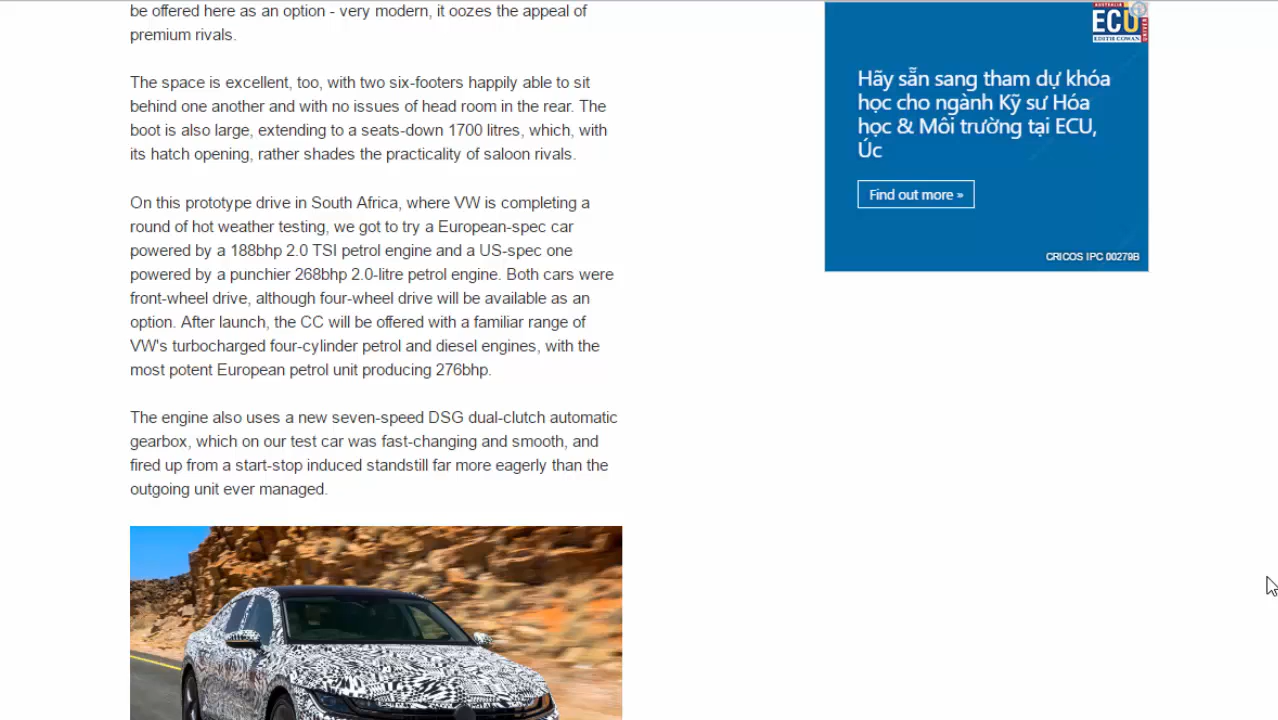 be offered here as an option - very modern, it oozes the appeal of
premium rivals.
The space is excellent, too, with two six-footers happily able to sit
behind one another and with no issues of head room in the rear. The
boot is also large, extending to a seats-down 1700 litres, which, with
its hatch opening, rather shades the practicality of saloon rivals.
On this prototype drive in South Africa, where VW is completing a
round of hot weather testing, we got to try a European-spec car
powered by a 188bhp 2.0 TSI petrol engine and a US-spec one
powered by a punchier 268bhp 2.0-litre petrol engine. Both cars were
front-wheel drive, although four-wheel drive will be available as an
option. After launch, the CC will be offered with a familiar range of
VW's turbocharged four-cylinder petrol and diesel engines, with the
most potent European petrol unit producing 276bhp.
The engine also uses a new seven-speed DSG dual-clutch automatic
gearbox, which on our test car was fast-changing and smooth, and
fired up from a start-stop induced standstill far more eagerly than the
outgoing unit ever managed.
AUSTRALIA
ECU
EDITH COWAN
Hãy sẵn sang tham dự khóa
học cho ngành Kỹ sư Hóa
học & Môi trường tại ECU,
Úc
Find out more »
CRICOS IPC 00279B